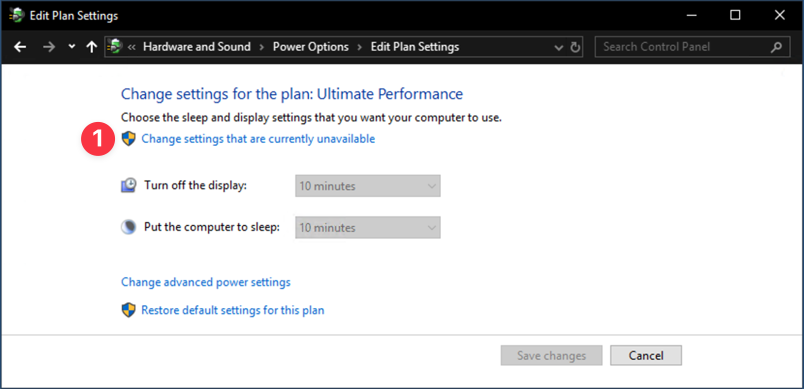 Edit Plan Settings
« Hardware and Sound > Power Options > Edit Plan Settings
Search Control Panel
Change settings for the plan: Ultimate Performance
Choose the sleep and display settings that you want your computer to use.
1 Change settings that are currently unavailable
Turn off the display: 10 minutes
Put the computer to sleep: 10 minutes
Change advanced power settings
Restore default settings for this plan
Save changes Cancel